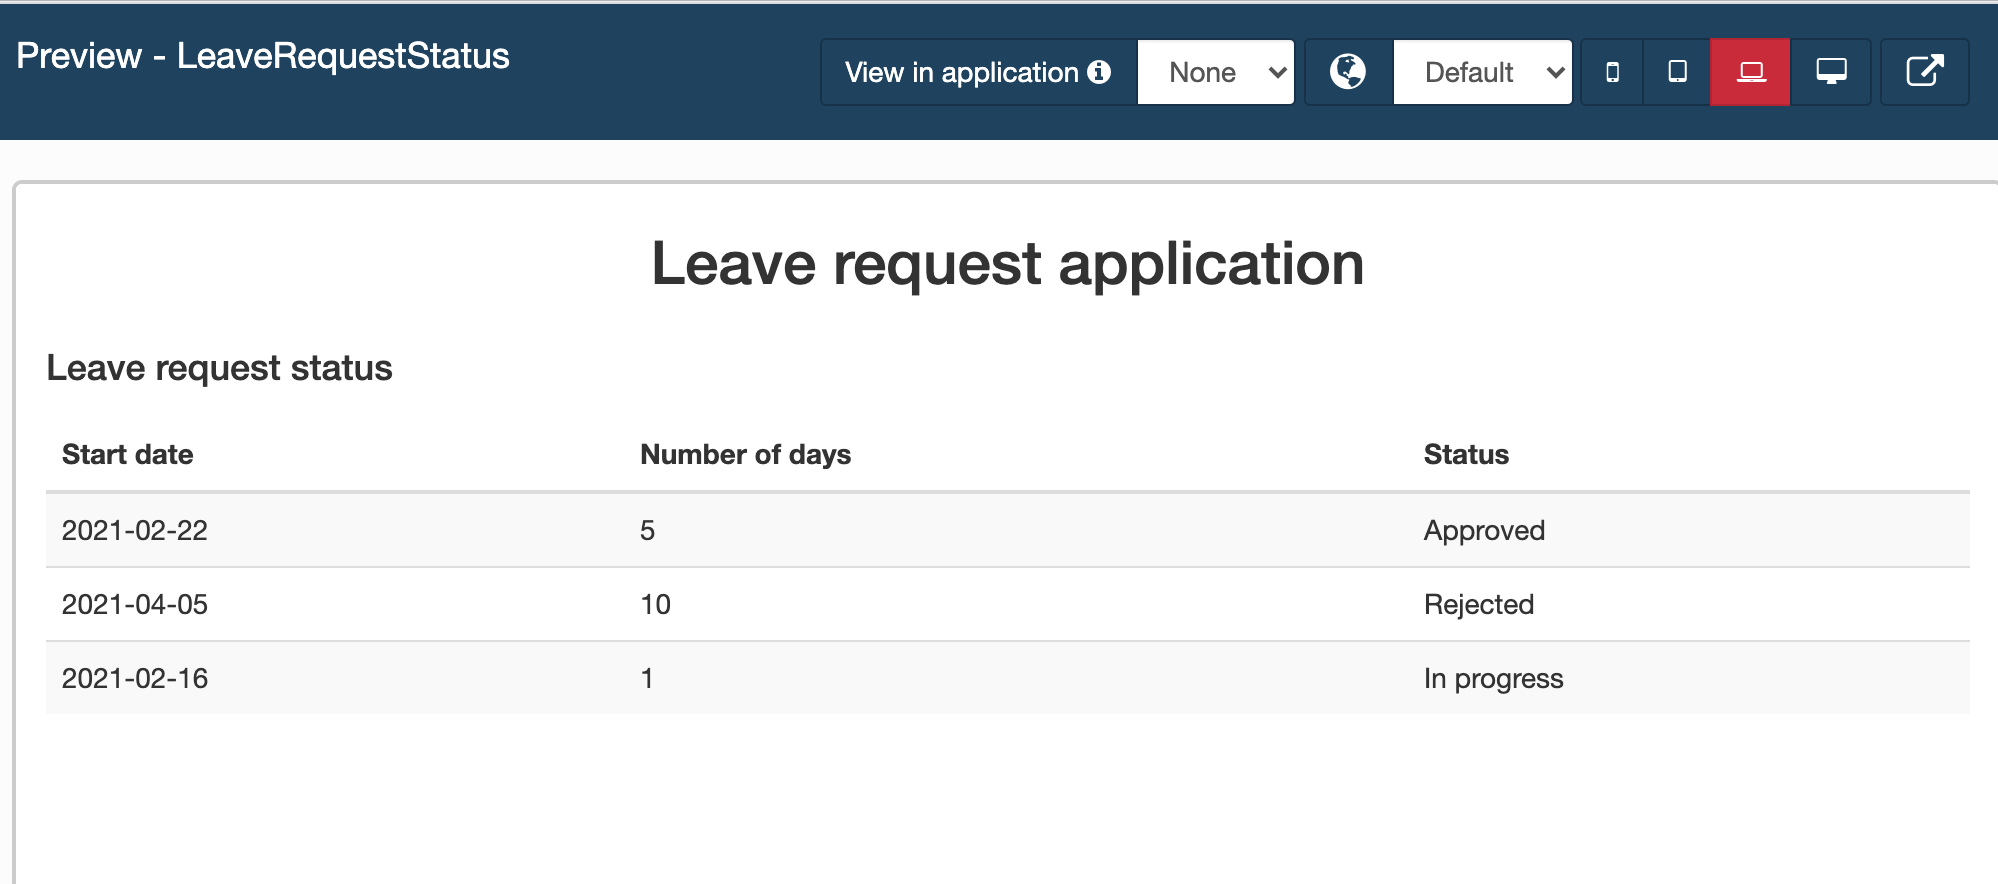 Preview - LeaveRequestStatus
View in application None Default
Leave request application
Leave request status
Start date Number of days Status
2021-02-22 5 Approved
2021-04-05 10 Rejected
2021-02-16 1 In progress